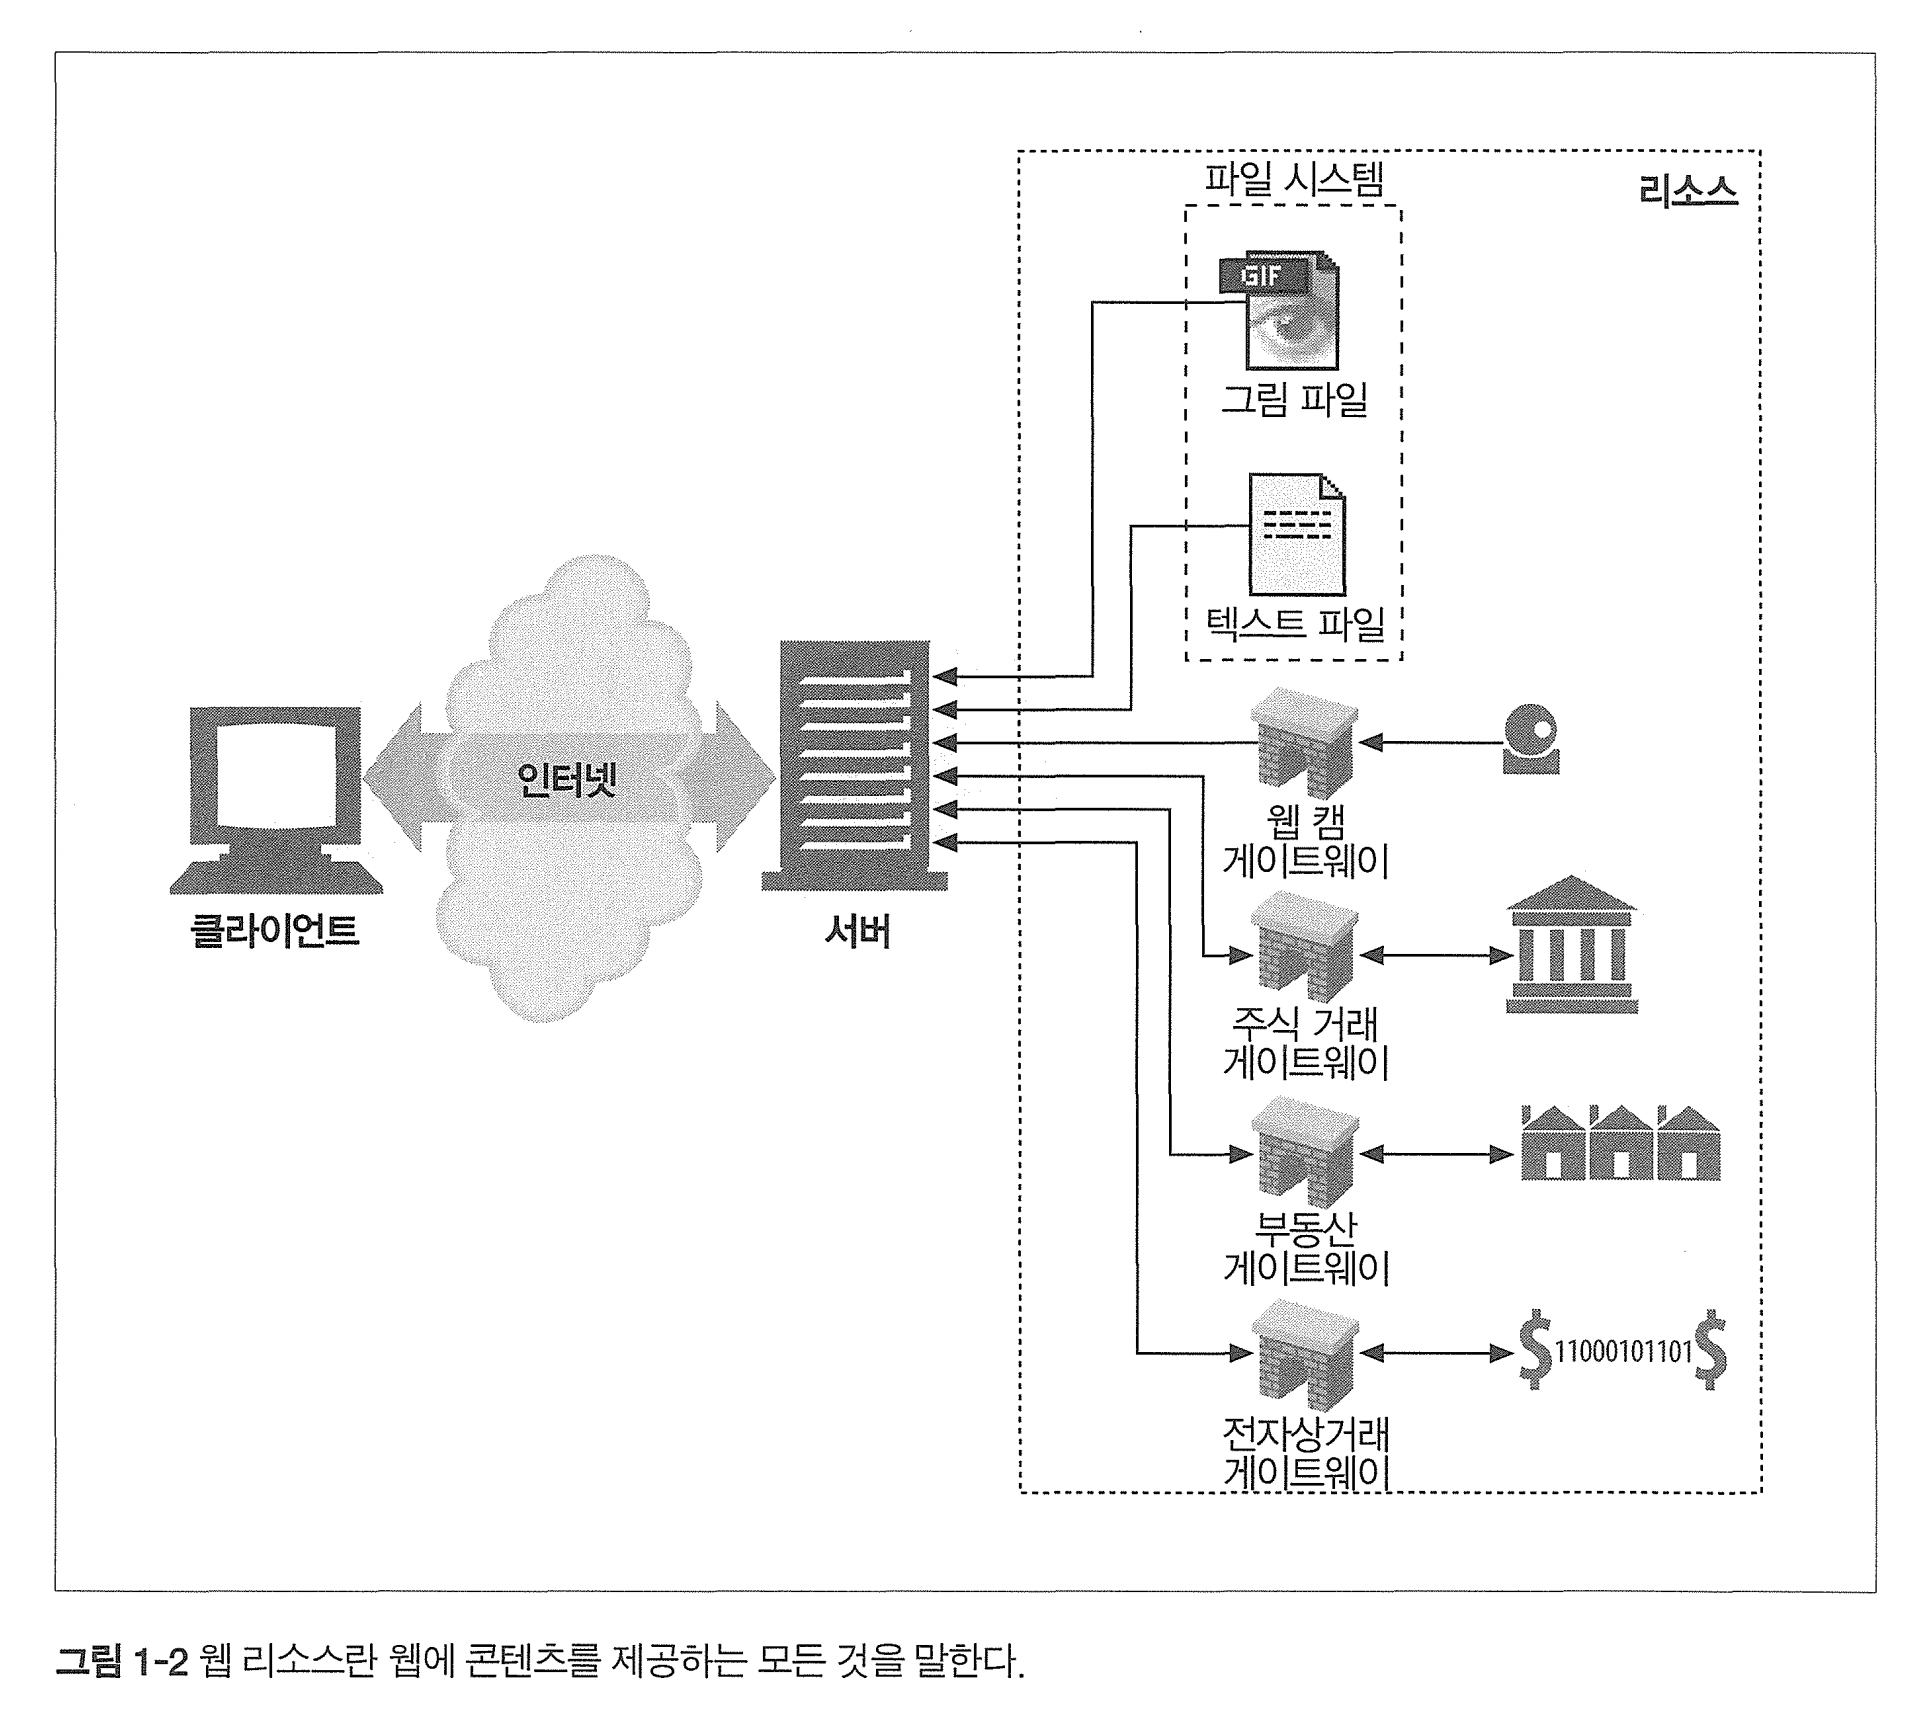 파일 시스템
리소스
GIF
그림 파일
텍스트 파일
인터넷
클라이언트
서버
웹 캠
게이트웨이
주식 거래
게이트웨이
부동산
게이트웨이
$11000101101$
전자상거래
게이트웨이
그림 1-2 웹 리소스란 웹에 콘텐츠를 제공하는 모든 것을 말한다.